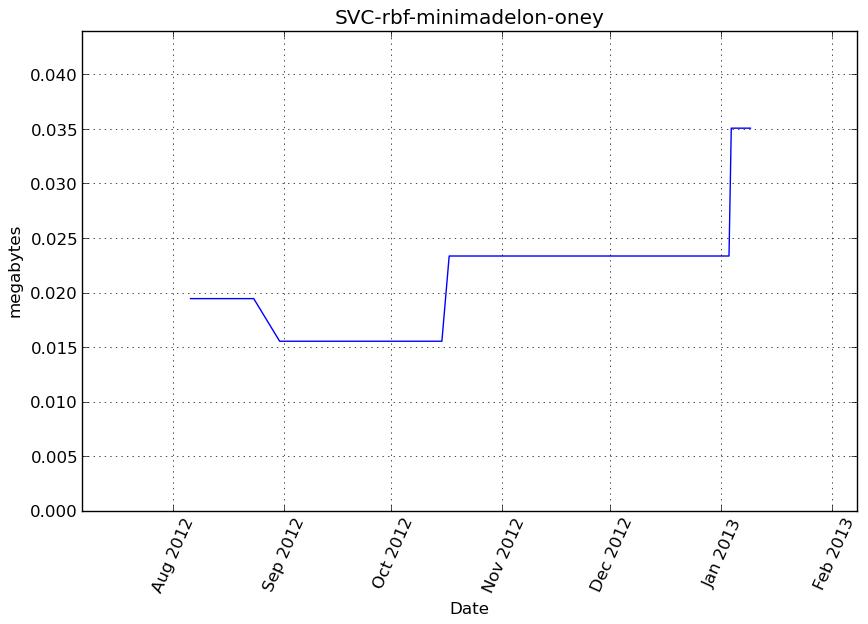 SVC-rbf-minimadelon-oney
0.040
0.035
0.030
0.025
0.020
0.015
0.010
0.005
0.000
megabytes
Aug 2012
Sep 2012
Oct 2012
Nov 2012
Dec 2012
Jan 2013
Feb 2013
Date